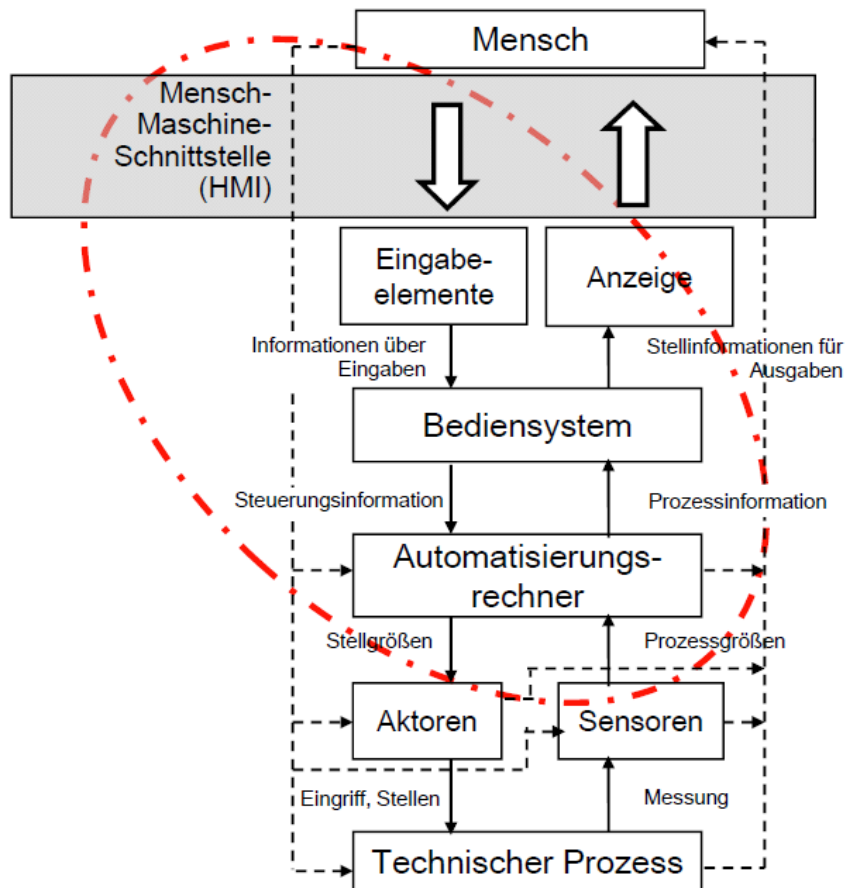 Mensch
Mensch-
Maschine-
Schnittstelle
(HMI)
Eingabe-
elemente
Anzeige
Informationen über
Eingaben
Stellinformationen für
Ausgaben
Bediensystem
Steuerungsinformation
Prozessinformation
Automatisierungs-
rechner
Stellgrößen
Prozessgrößen
Aktoren
Sensoren
Eingriff, Stellen
Messung
Technischer Prozess